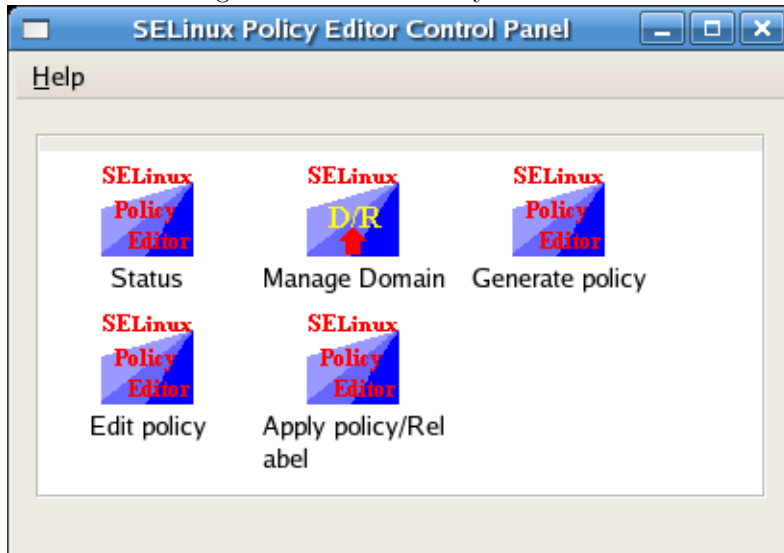 SELinux Policy Editor Control Panel
Help
SELinux
Policy
Editor
Status
SELinux
D/R
Manage Domain
SELinux
Policy
Editor
Generate policy
SELinux
Policy
Editor
Edit policy
SELinux
Policy
Editor
Apply policy/Rel
abel